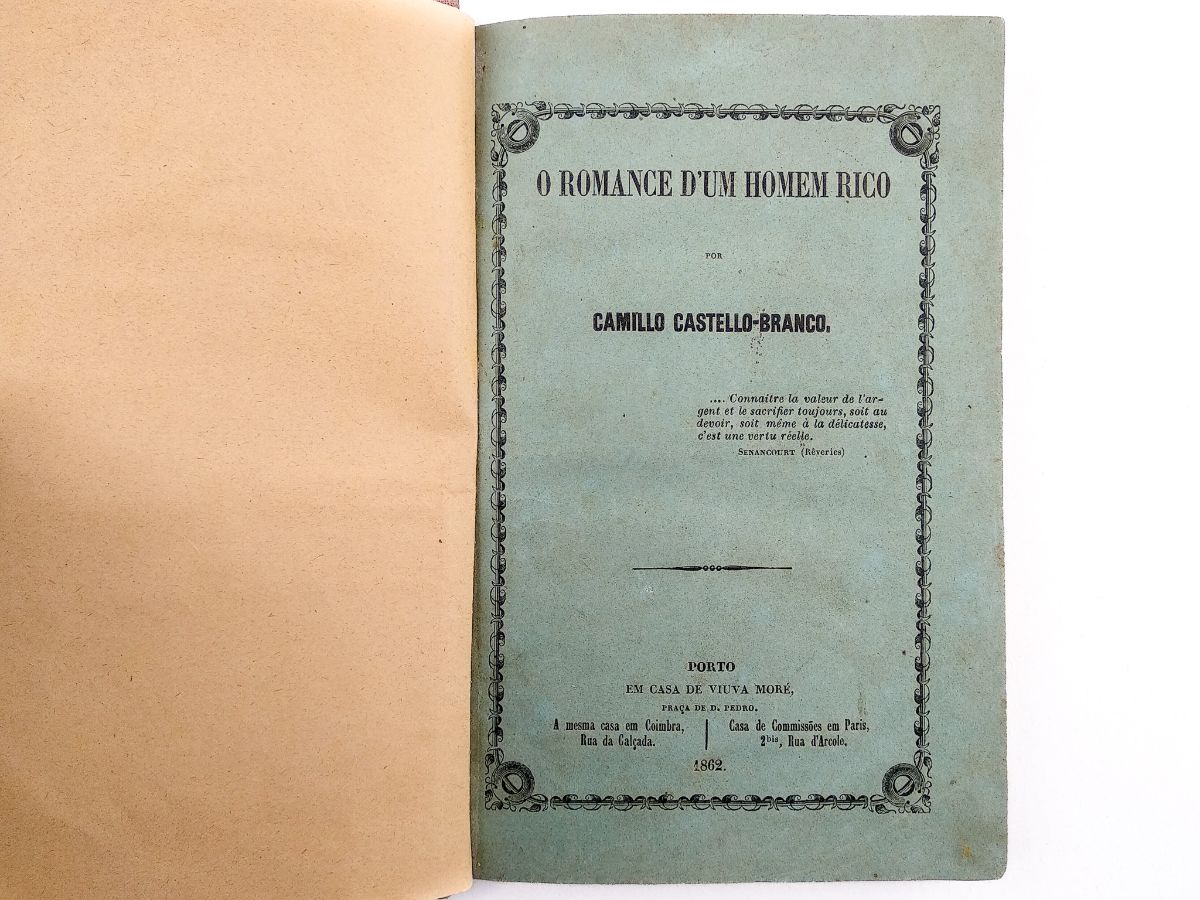 O ROMANCE D'UM HOMEM RICO
POR
CAMILLO CASTELLO-BRANCO.
.... Connaitre la valeur de l'ar-
gent et le sacrifier toujours, soit au
devoir, soit même à la délicatesse,
c'est une vertu réelle.
SENANCOURT (Rêveries)
PORTO
EM CASA DE VIUVA MORÉ,
PRAÇA DE D. PEDRO.
A mesma casa em Coimbra,
Rua da Calçada.
Casa de Commissões em Paris,
2bis, Rua d'Arcole.
1862.